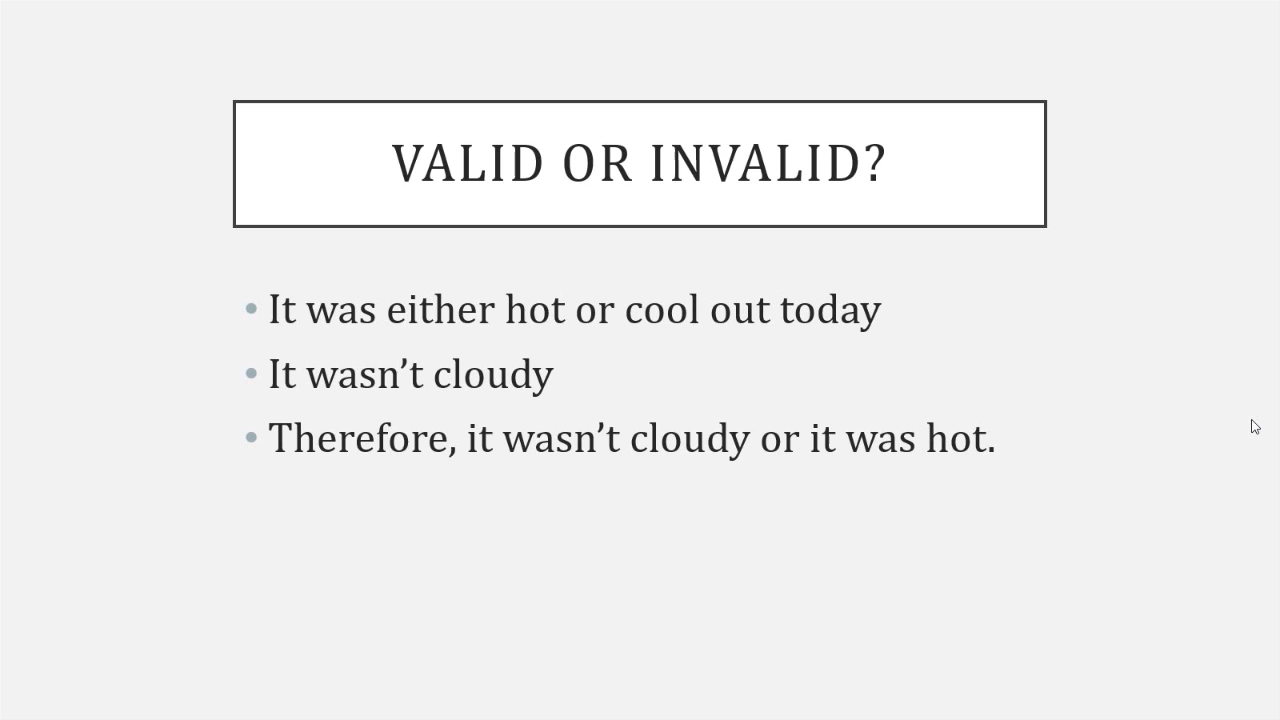 VALID OR INVALID?
• It was either hot or cool out today
• It wasn’t cloudy
• Therefore, it wasn’t cloudy or it was hot.